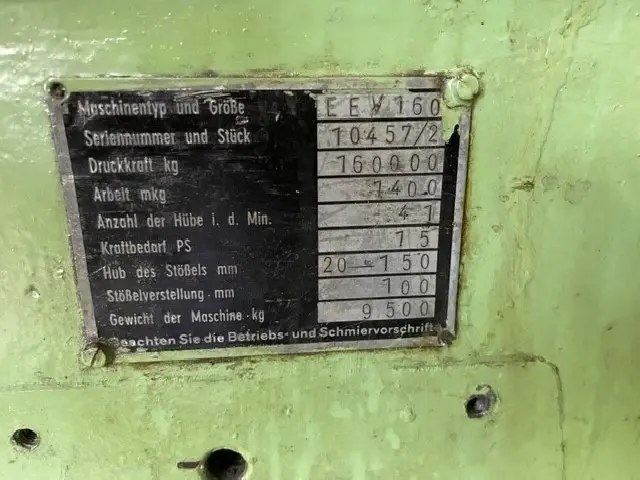 Maschinentyp und Größe EEV160
Seriennummer und Stück 10457/2
Druckkraft kg 160000
Arbeit mkg 1400
Anzahl der Hübe i. d. Min. 41
Kraftbedarf PS 15
Hub des Stößels mm 20—150
Stößelverstellung mm 100
Gewicht der Maschine kg 9500
Beachten Sie die Betriebs- und Schmiervorschrift